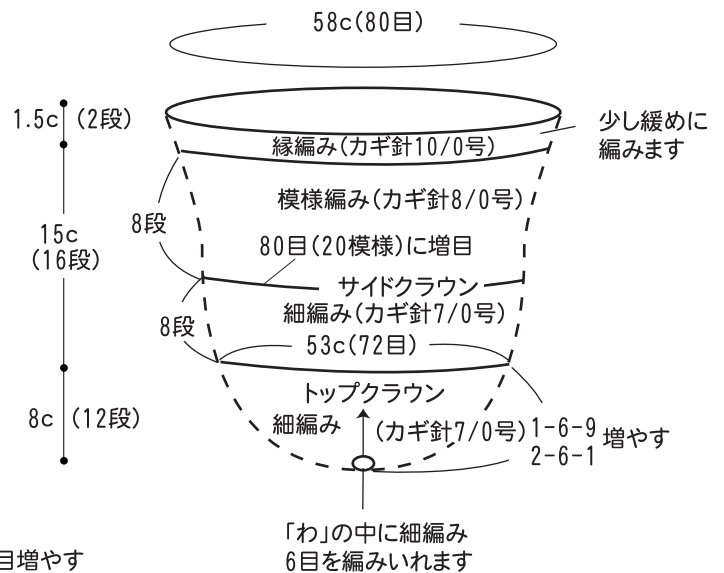 58c(80目)
1.5c (2段)
少し緩めに
編みます
縁編み(カギ針10/0号)
模様編み(カギ針8/0号)
8段
15c
(16段)
80目(20模様)に増目
サイドクラウン
細編み(カギ針7/0号)
8段
53c(72目)
トップクラウン
8c (12段)
細編み
(カギ針7/0号)
1-6-9
2-6-1
増やす
「わ」の中に細編み
6目を編みいれます
目増やす